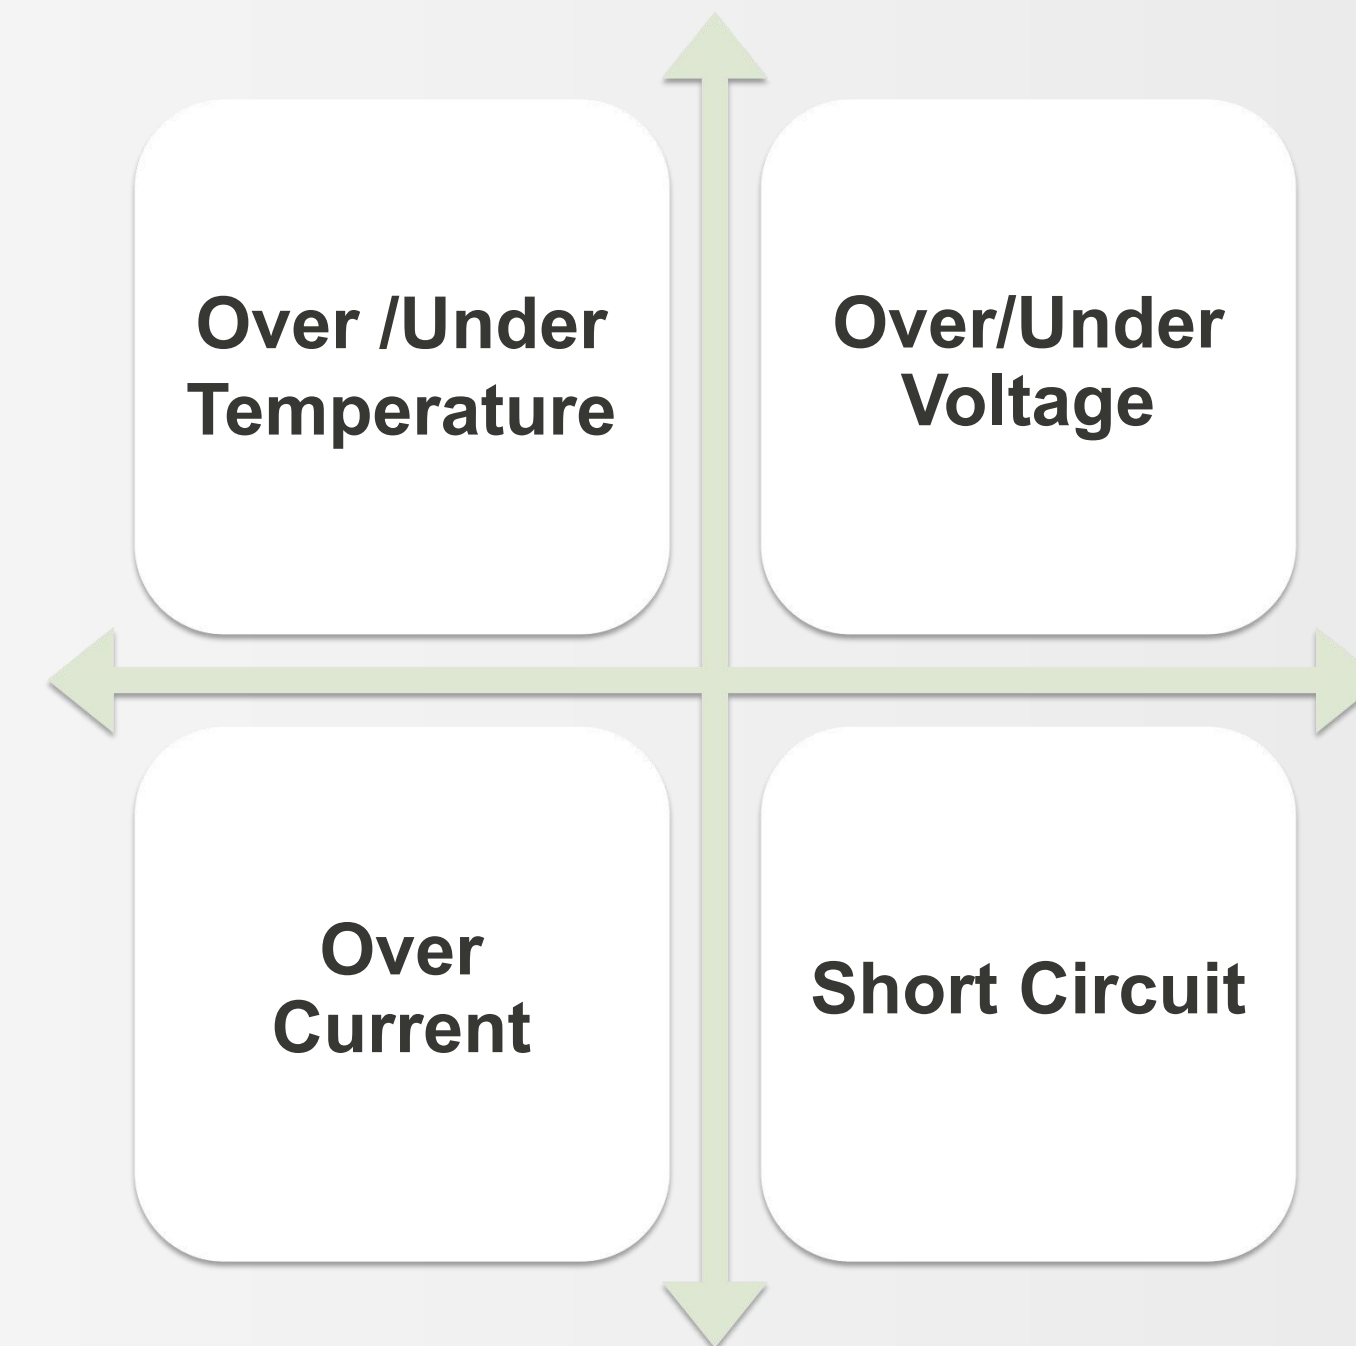 Over /Under
Temperature
Over/Under
Voltage
Over
Current
Short Circuit